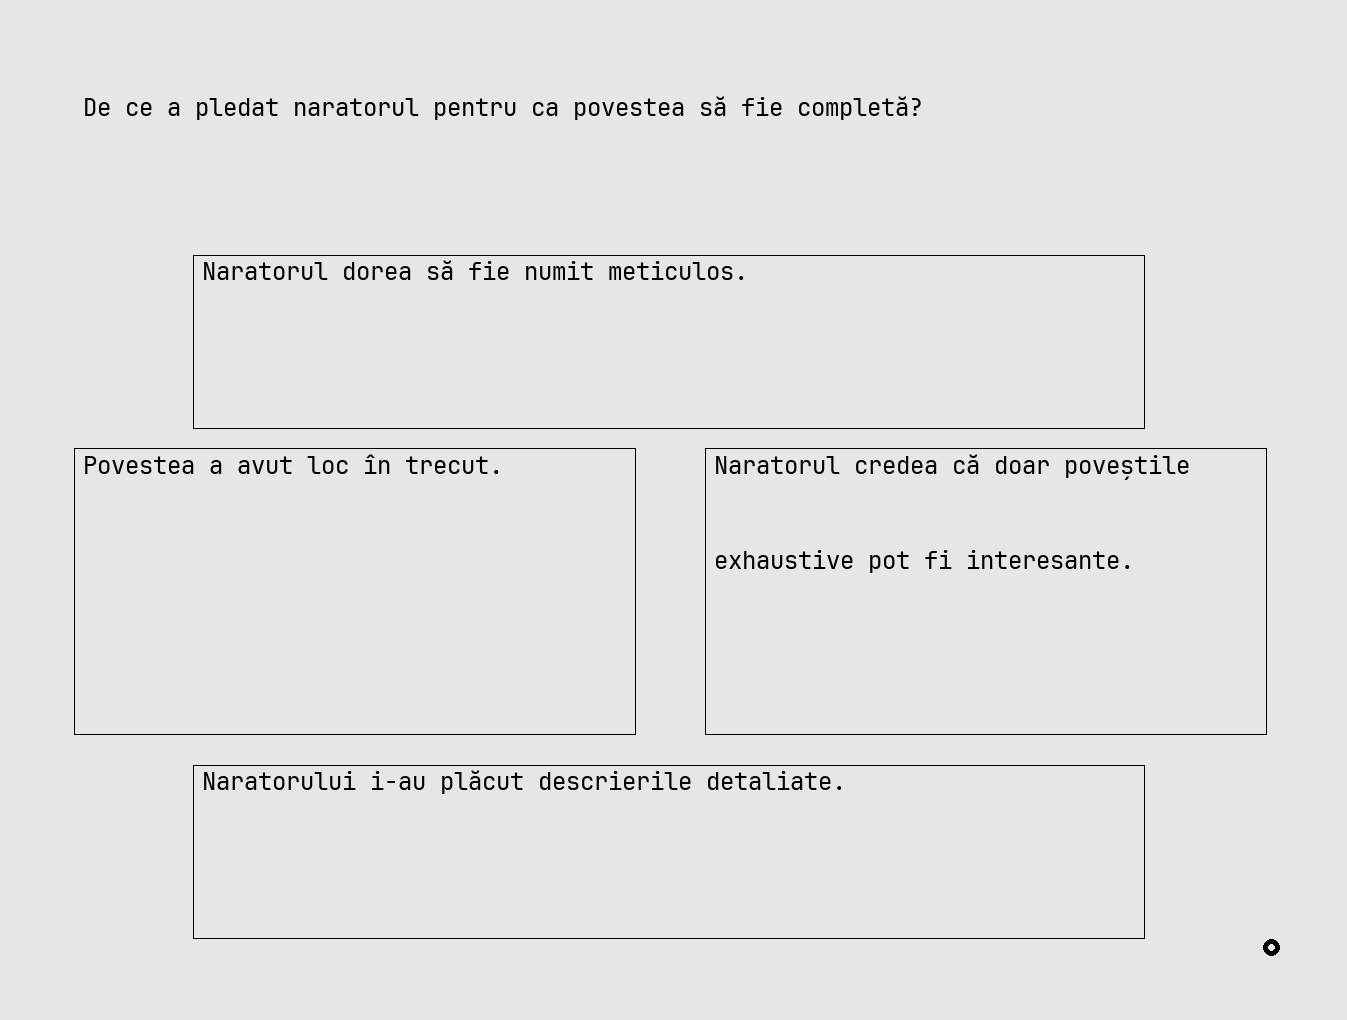 De ce a pledat naratorul pentru ca povestea să fie completă?
Naratorul dorea să fie numit meticulos.
Povestea a avut loc în trecut.
Naratorul credea că doar poveștile
exhaustive pot fi interesante.
Naratorului i-au plăcut descrierile detaliate.